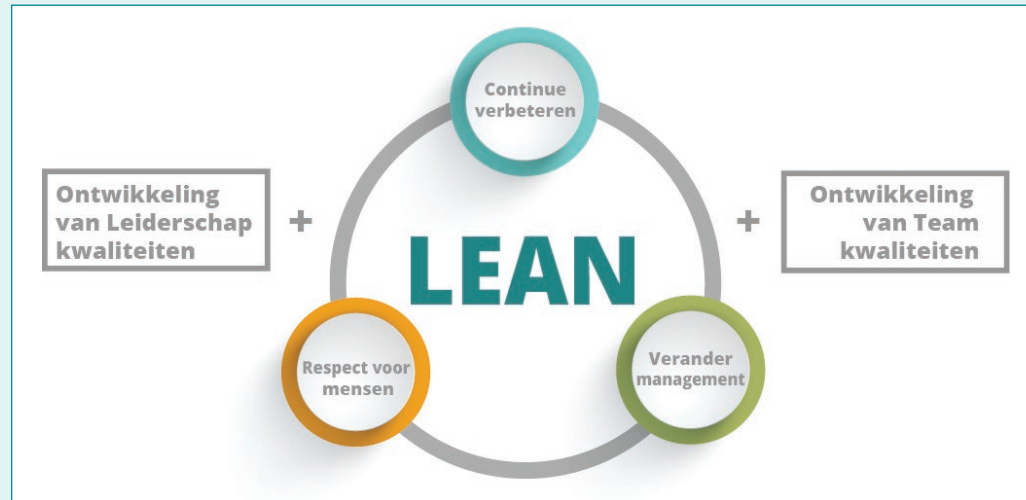 Continue
verbeteren
Ontwikkeling
van Leiderschap
kwaliteiten
+
LEAN
+
Ontwikkeling
van Team
kwaliteiten
Respect voor
mensen
Verander
management